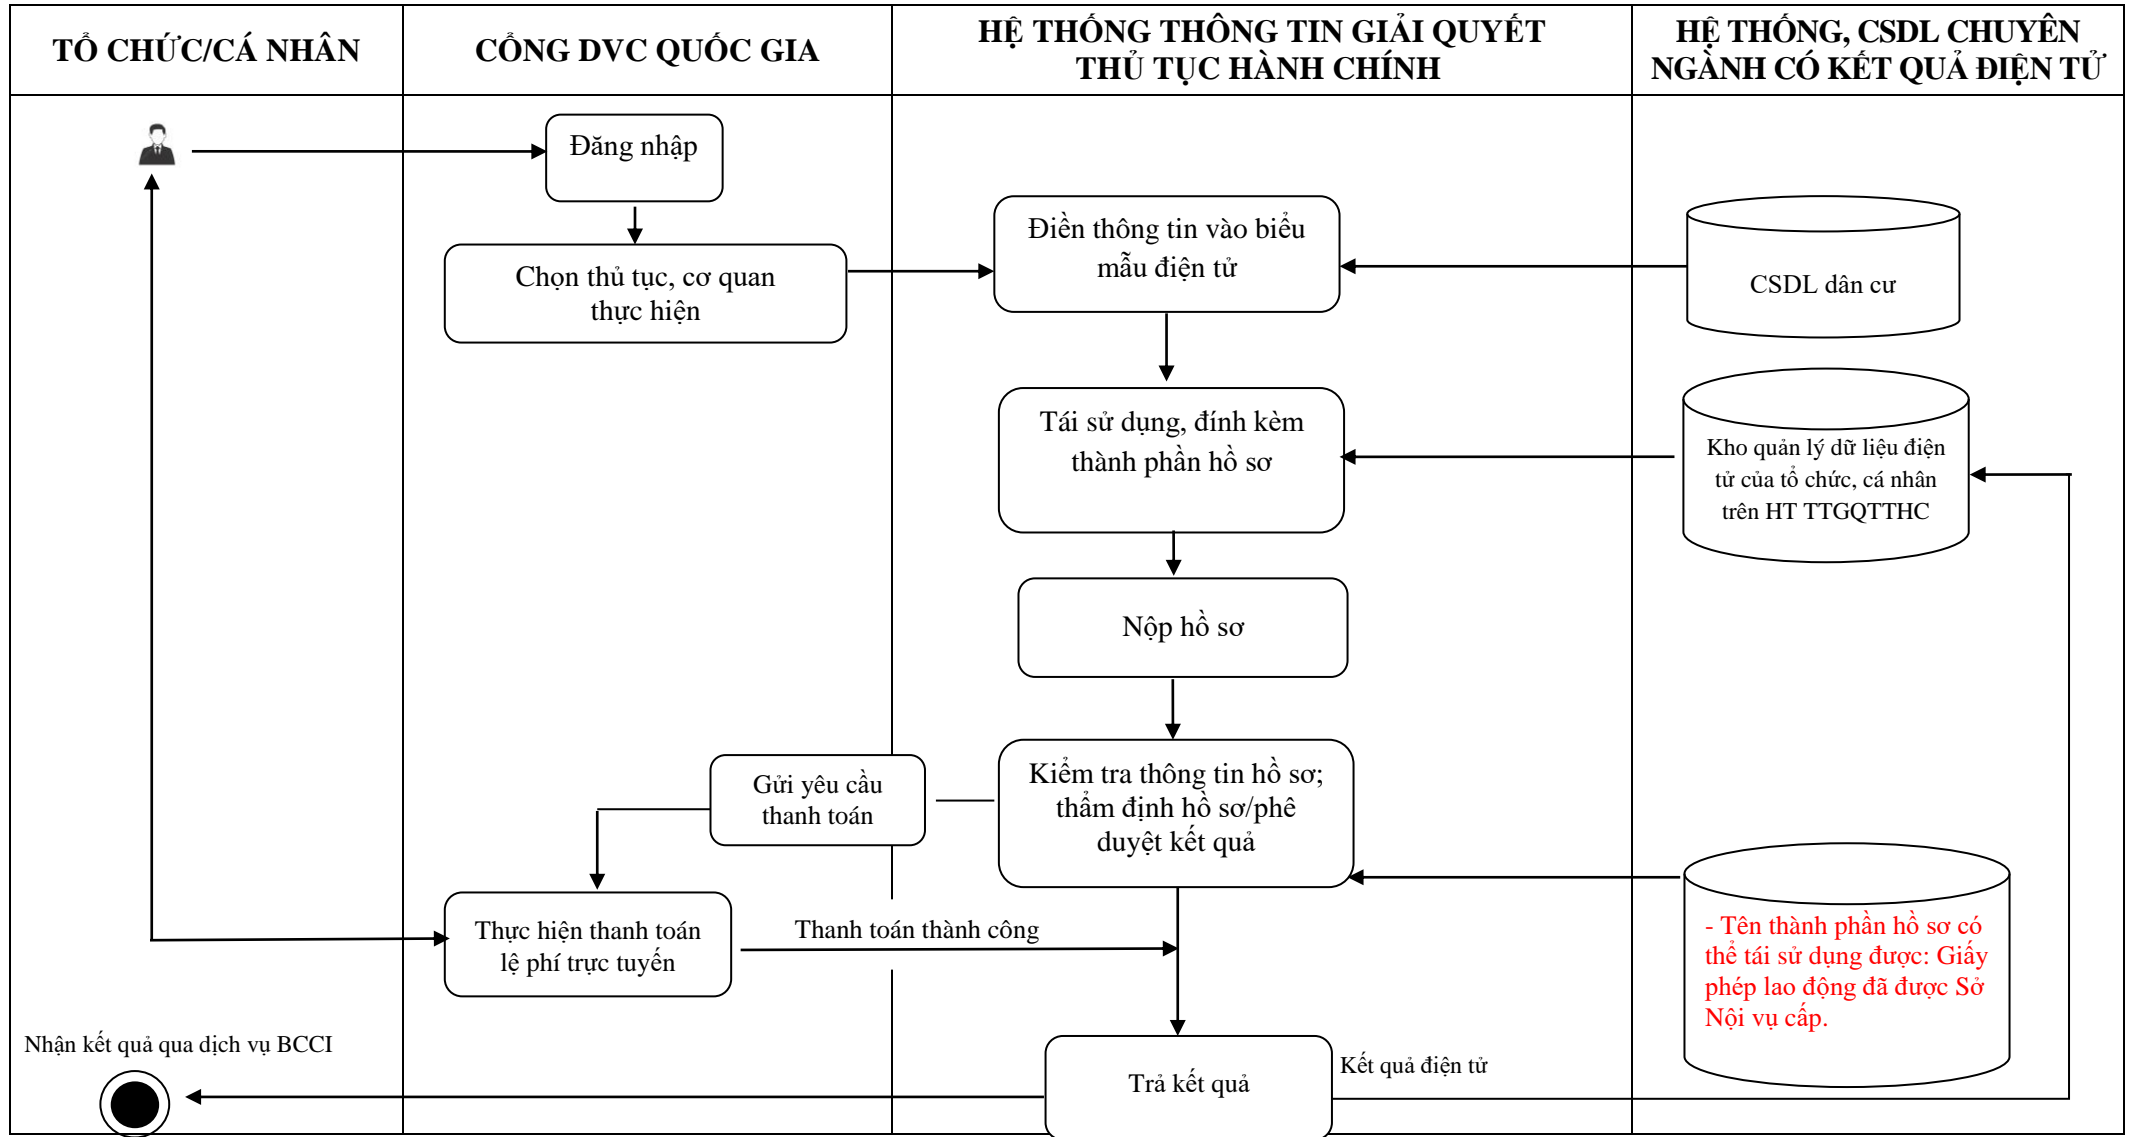 TỔ CHỨC/CÁ NHÂN
CỔNG DVC QUỐC GIA
HỆ THỐNG THÔNG TIN GIẢI QUYẾT
THỦ TỤC HÀNH CHÍNH
HỆ THỐNG, CSDL CHUYÊN
NGÀNH CÓ KẾT QUẢ ĐIỆN TỬ
Đăng nhập
Chọn thủ tục, cơ quan
thực hiện
Điền thông tin vào biểu
mẫu điện tử
CSDL dân cư
Tái sử dụng, đính kèm
thành phần hồ sơ
Kho quản lý dữ liệu điện
tử của tổ chức, cá nhân
trên HT TTGQTTHC
Nộp hồ sơ
Gửi yêu cầu
thanh toán
Kiểm tra thông tin hồ sơ;
thẩm định hồ sơ/phê
duyệt kết quả
Thực hiện thanh toán
lệ phí trực tuyến
Thanh toán thành công
- Tên thành phần hồ sơ có
thể tái sử dụng được: Giấy
phép lao động đã được Sở
Nội vụ cấp.
Nhận kết quả qua dịch vụ BCCI
Trả kết quả
Kết quả điện tử